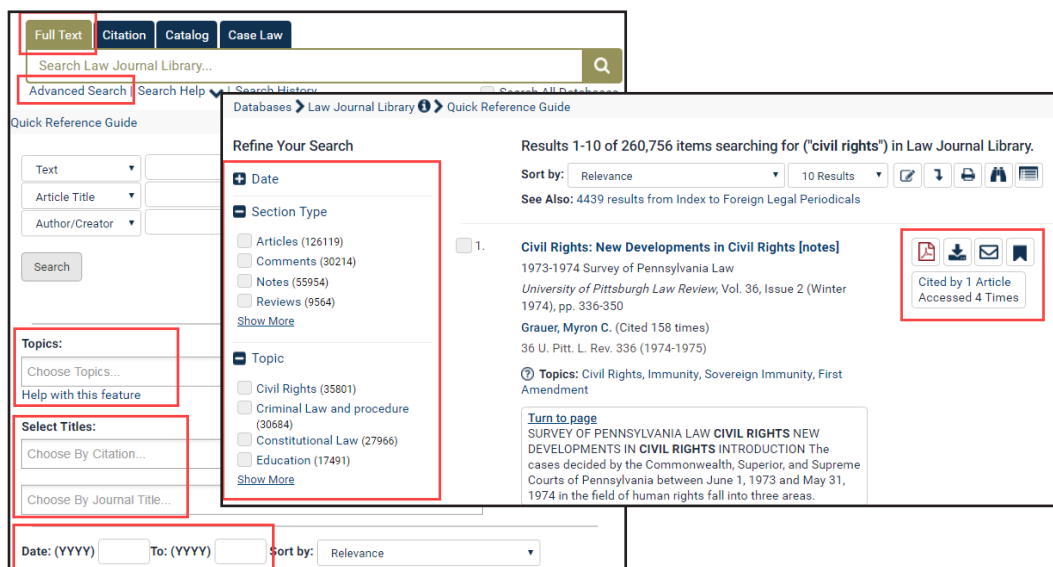 Full Text Citation Catalog Case Law
Search Law Journal Library...
Advanced Search | Search Help | Search History Search All Databases
Quick Reference Guide
Text
Article Title
Author/Creator
Search
Topics:
Choose Topics...
Help with this feature
Select Titles:
Choose By Citation...
Choose By Journal Title...
Date: (YYYY) To: (YYYY) Sort by: Relevance
Databases Law Journal Library Quick Reference Guide
Refine Your Search
Date
Section Type
Articles (126119)
Comments (30214)
Notes (55954)
Reviews (9564)
Show More
Topic
Civil Rights (35801)
Criminal Law and procedure
(30684)
Constitutional Law (27966)
Education (17491)
Show More
Results 1-10 of 260,756 items searching for ("civil rights") in Law Journal Library.
Sort by: Relevance 10 Results
See Also: 4439 results from Index to Foreign Legal Periodicals
1. Civil Rights: New Developments in Civil Rights [notes]
1973-1974 Survey of Pennsylvania Law
University of Pittsburgh Law Review, Vol. 36, Issue 2 (Winter
1974), pp. 336-350
Grauer, Myron C. (Cited 158 times)
36 U. Pitt. L. Rev. 336 (1974-1975)
Topics: Civil Rights, Immunity, Sovereign Immunity, First
Amendment
Turn to page
SURVEY OF PENNSYLVANIA LAW CIVIL RIGHTS NEW
DEVELOPMENTS IN CIVIL RIGHTS INTRODUCTION The
cases decided by the Commonwealth, Superior, and Supreme
Courts of Pennsylvania between June 1, 1973 and May 31,
1974 in the field of human rights fall into three areas.
Cited by 1 Article
Accessed 4 Times